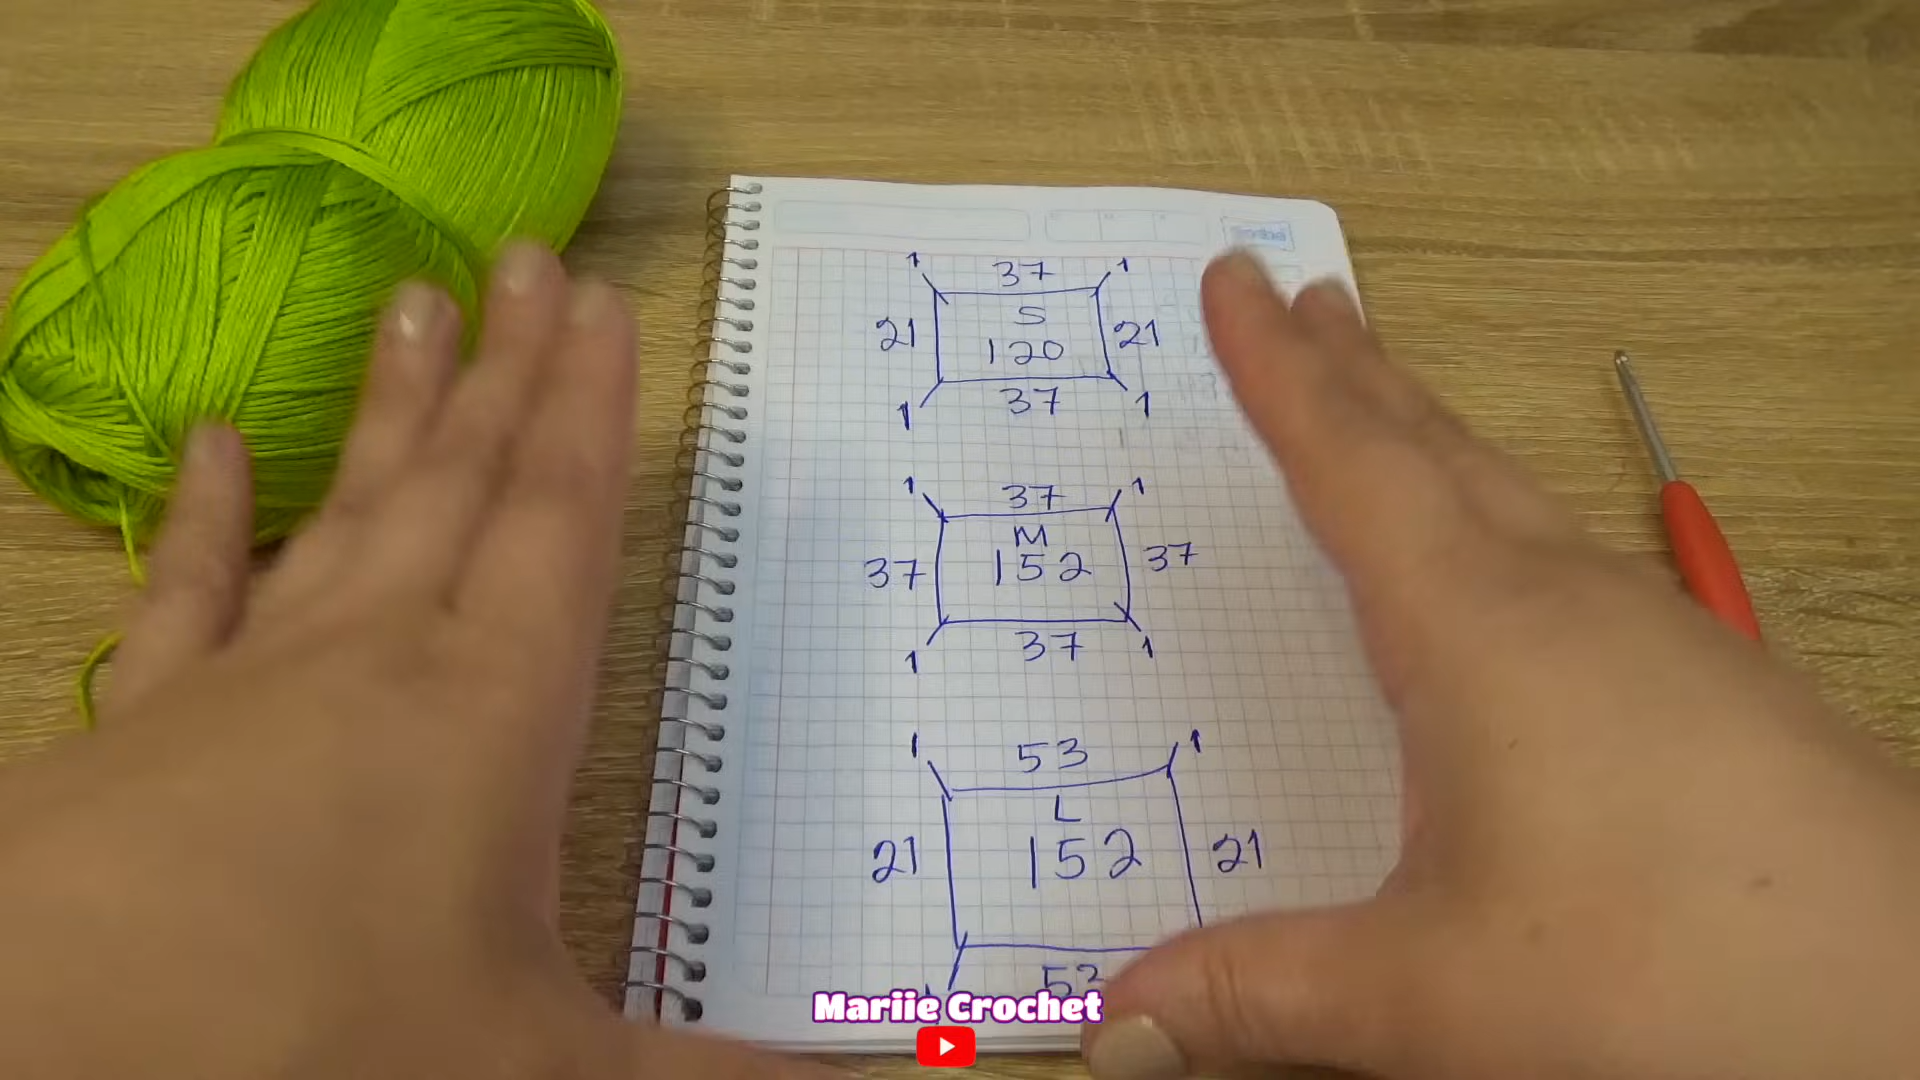 1 37 1
S
21 120 21
1 37 1
1 37 1
M
37 152 37
1 37 1
1 53 1
L
21 152 21
Mariie Crochet